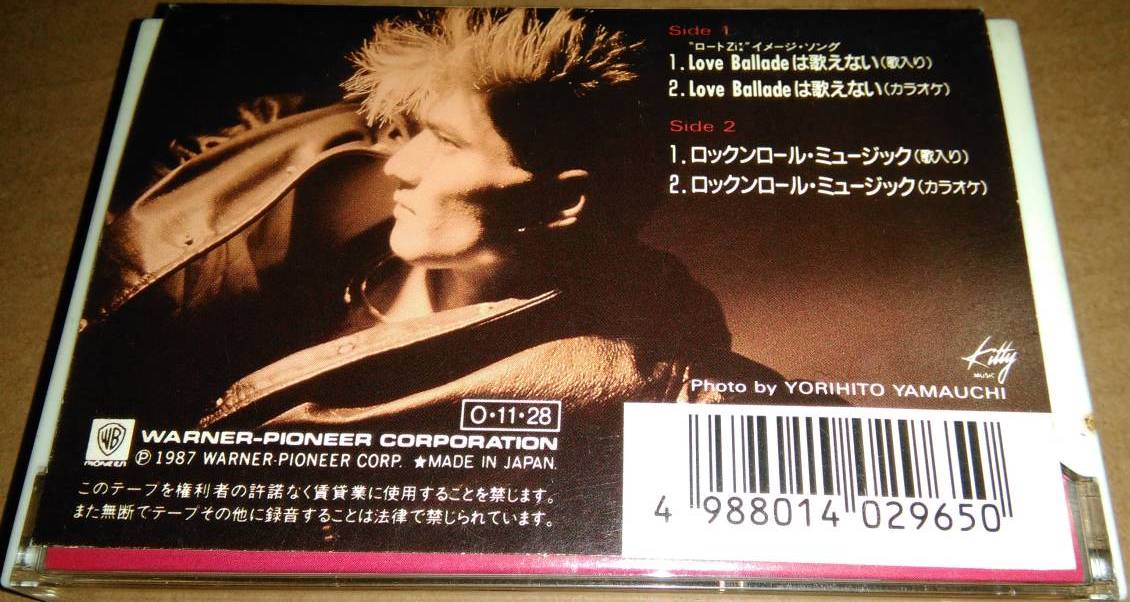 Side 1
"ロートZi:"イメージ・ソング
1.Love Balladeは歌えない(歌入り)
2.Love Balladeは歌えない(カラオケ)
Side 2
1.ロックンロール・ミュージック(歌入り)
2.ロックンロール・ミュージック(カラオケ)
Kitty
MUSIC
Photo by YORIHITO YAMAUCHI
O・11・28
WB
PIONEER
WARNER-PIONEER CORPORATION
Ⓟ1987 WARNER-PIONEER CORP. ★MADE IN JAPAN.
このテープを権利者の許諾なく賃貸業に使用することを禁じます。
また無断でテープその他に録音することは法律で禁じられています。
4 988014 029650